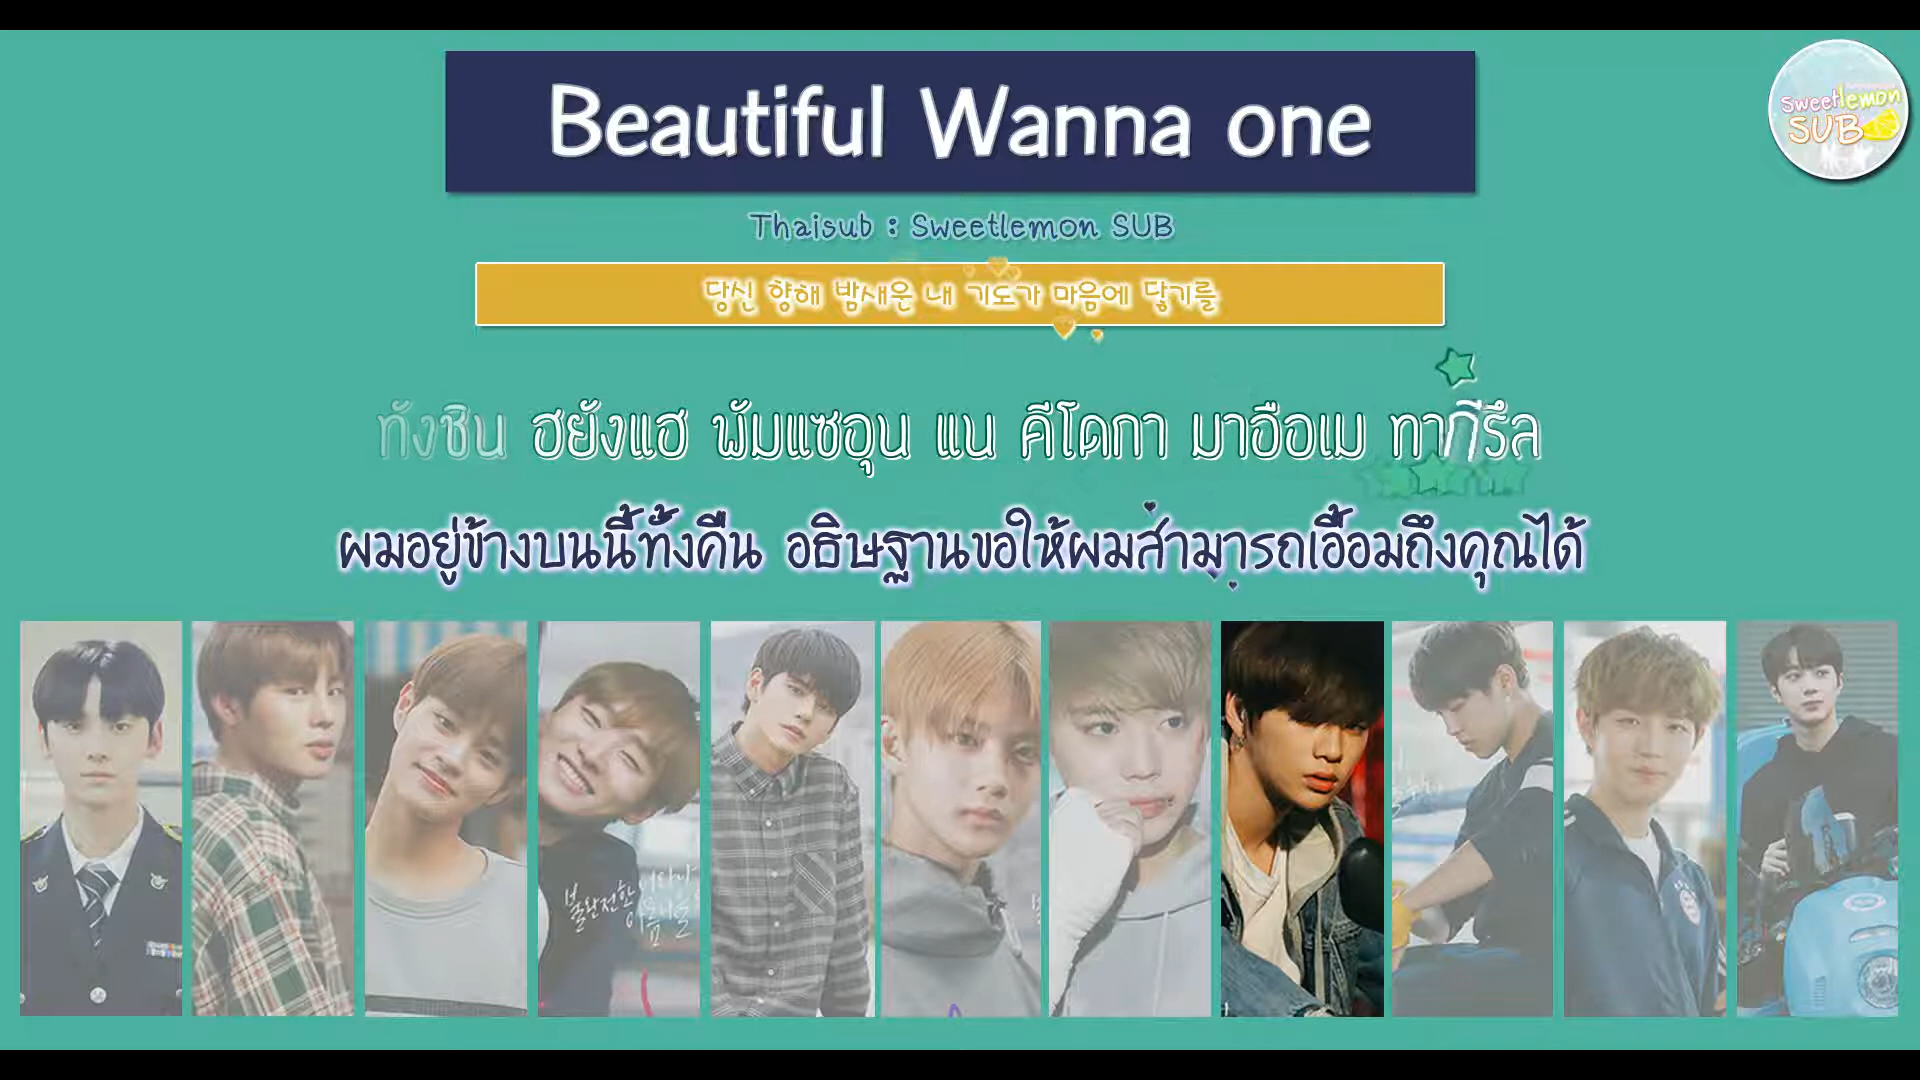 Beautiful Wanna one
Sweetlemon
SUB
Thaisub : Sweetlemon SUB
당신 향해 밤새운 내 기도가 마음에 닿기를
ทังชิน ฮยังแฮ พัมแซอุน แน คีโดกา มาอือเม ทากีรึล
ผมอยู่ข้างบนนี้ทั้งคืน อธิษฐานขอให้ผมสามารถเอื้อมถึงคุณได้
불완전한